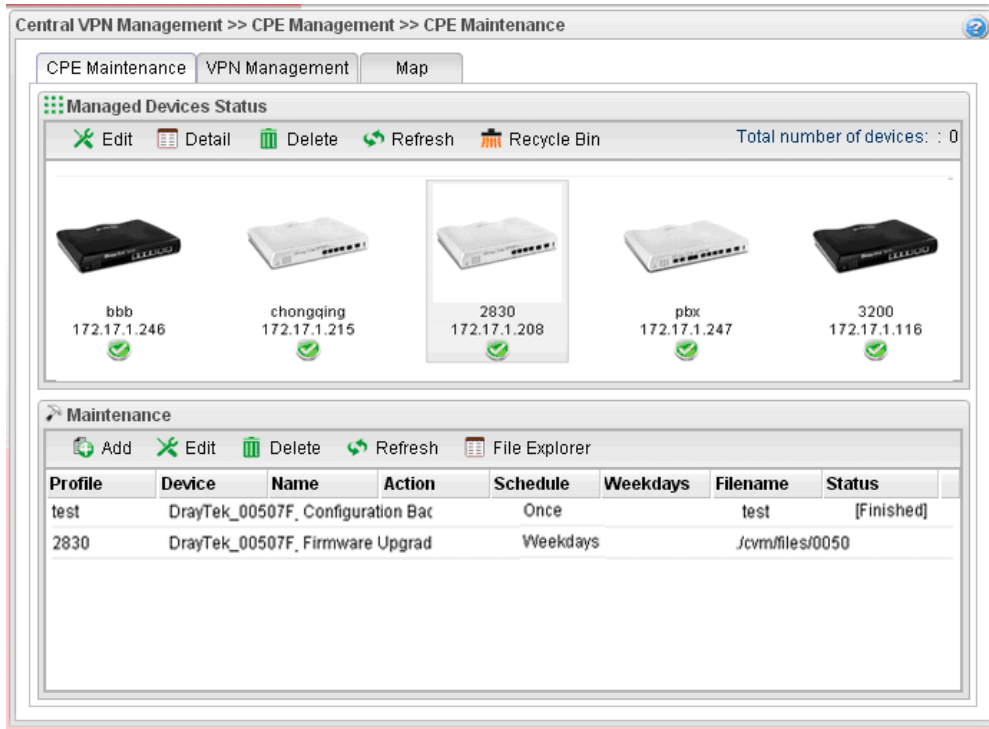 Central VPN Management >> CPE Management >> CPE Maintenance
CPE Maintenance VPN Management Map
Managed Devices Status
Edit Detail Delete Refresh Recycle Bin Total number of devices: : 0
bbb chongqing 2830 pbx 3200
172.17.1.246 172.17.1.215 172.17.1.208 172.17.1.247 172.17.1.116
Maintenance
Add Edit Delete Refresh File Explorer
Profile Device Name Action Schedule Weekdays Filename Status
test DrayTek_00507F, Configuration Bac Once test [Finished]
2830 DrayTek_00507F, Firmware Upgrad Weekdays ./cvm/files/0050